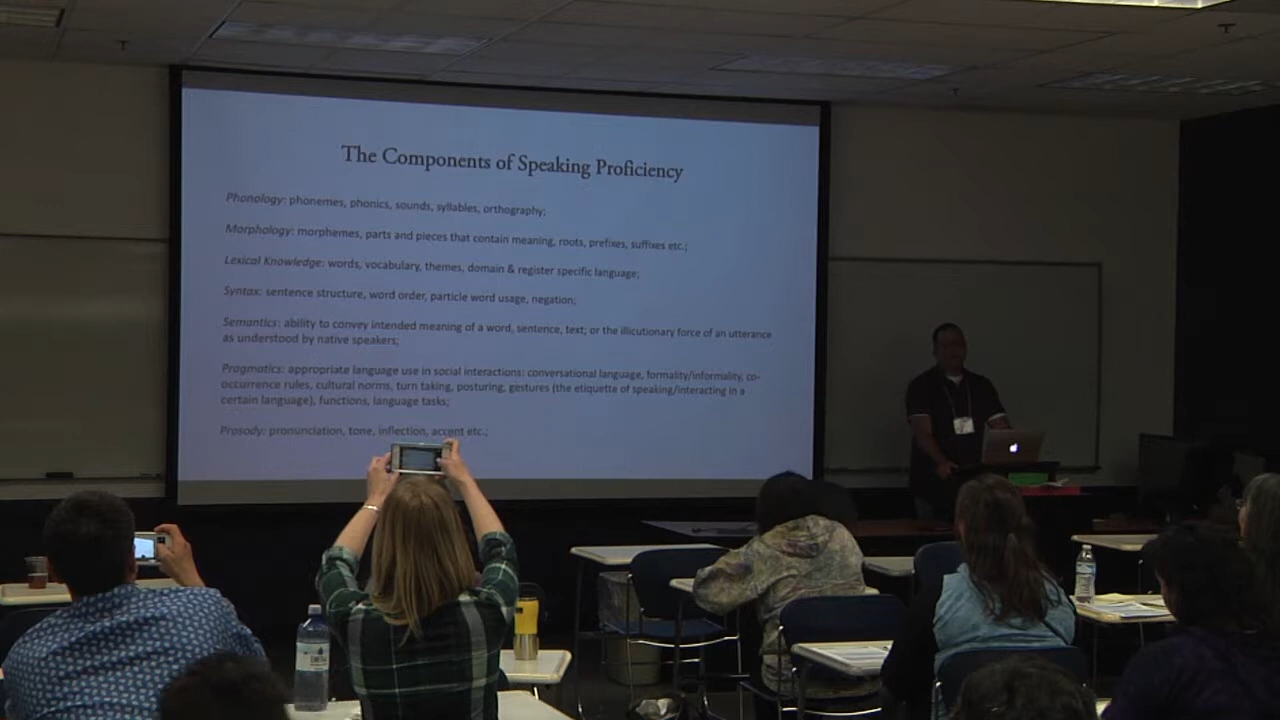 The Components of Speaking Proficiency
Phonology: phonemes, phonics, sounds, syllables, orthography;
Morphology: morphemes, parts and pieces that contain meaning, roots, prefixes, suffixes etc.;
Lexical Knowledge: words, vocabulary, themes, domain & register specific language;
Syntax: sentence structure, word order, particle word usage, negation;
Semantics: ability to convey intended meaning of a word, sentence, text; or the illicutionary force of an utterance
as understood by native speakers;
Pragmatics: appropriate language use in social interactions: conversational language, formality/informality, co-
occurrence rules, cultural norms, turn taking, posturing, gestures (the etiquette of speaking/interacting in a
certain language), functions, language tasks;
Prosody: pronunciation, tone, inflection, accent etc.;